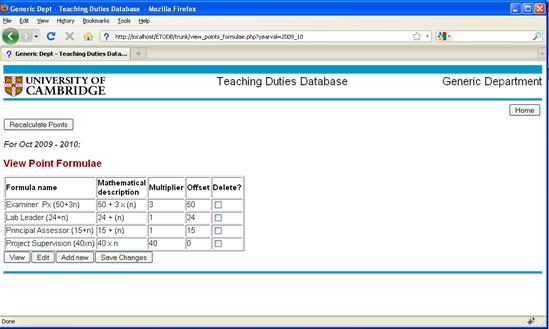 Generic Dept - Teaching Duties Database - Mozilla Firefox
File Edit View History Bookmarks Tools Help
http://localhost/ETODB/trunk/view_points_formulae.php?yearval=2009_10
Generic Dept - Teaching Duties Data...
UNIVERSITY OF CAMBRIDGE Teaching Duties Database Generic Department
Home
Recalculate Points
For Oct 2009 - 2010:
View Point Formulae
Formula name Mathematical description Multiplier Offset Delete?
Examiner: Px (50+3n) 50 + 3 x (n) 3 50
Lab Leader (24+n) 24 + (n) 1 24
Principal Assessor (15+n) 15 + (n) 1 15
Project Supervision (40xn) 40 x n 40 0
View Edit Add new Save Changes
Done